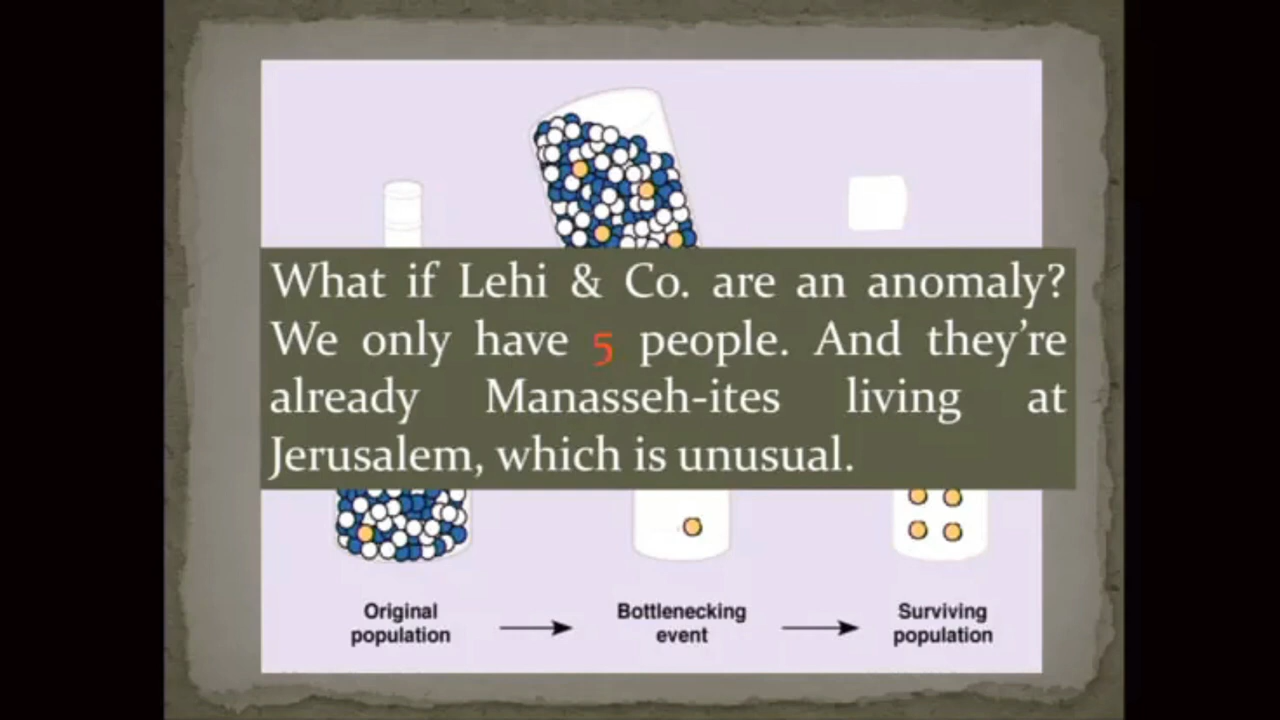 What if Lehi & Co. are an anomaly?
We only have 5 people. And they're
already Manasseh-ites living at
Jerusalem, which is unusual.
Original
population
Bottlenecking
event
Surviving
population